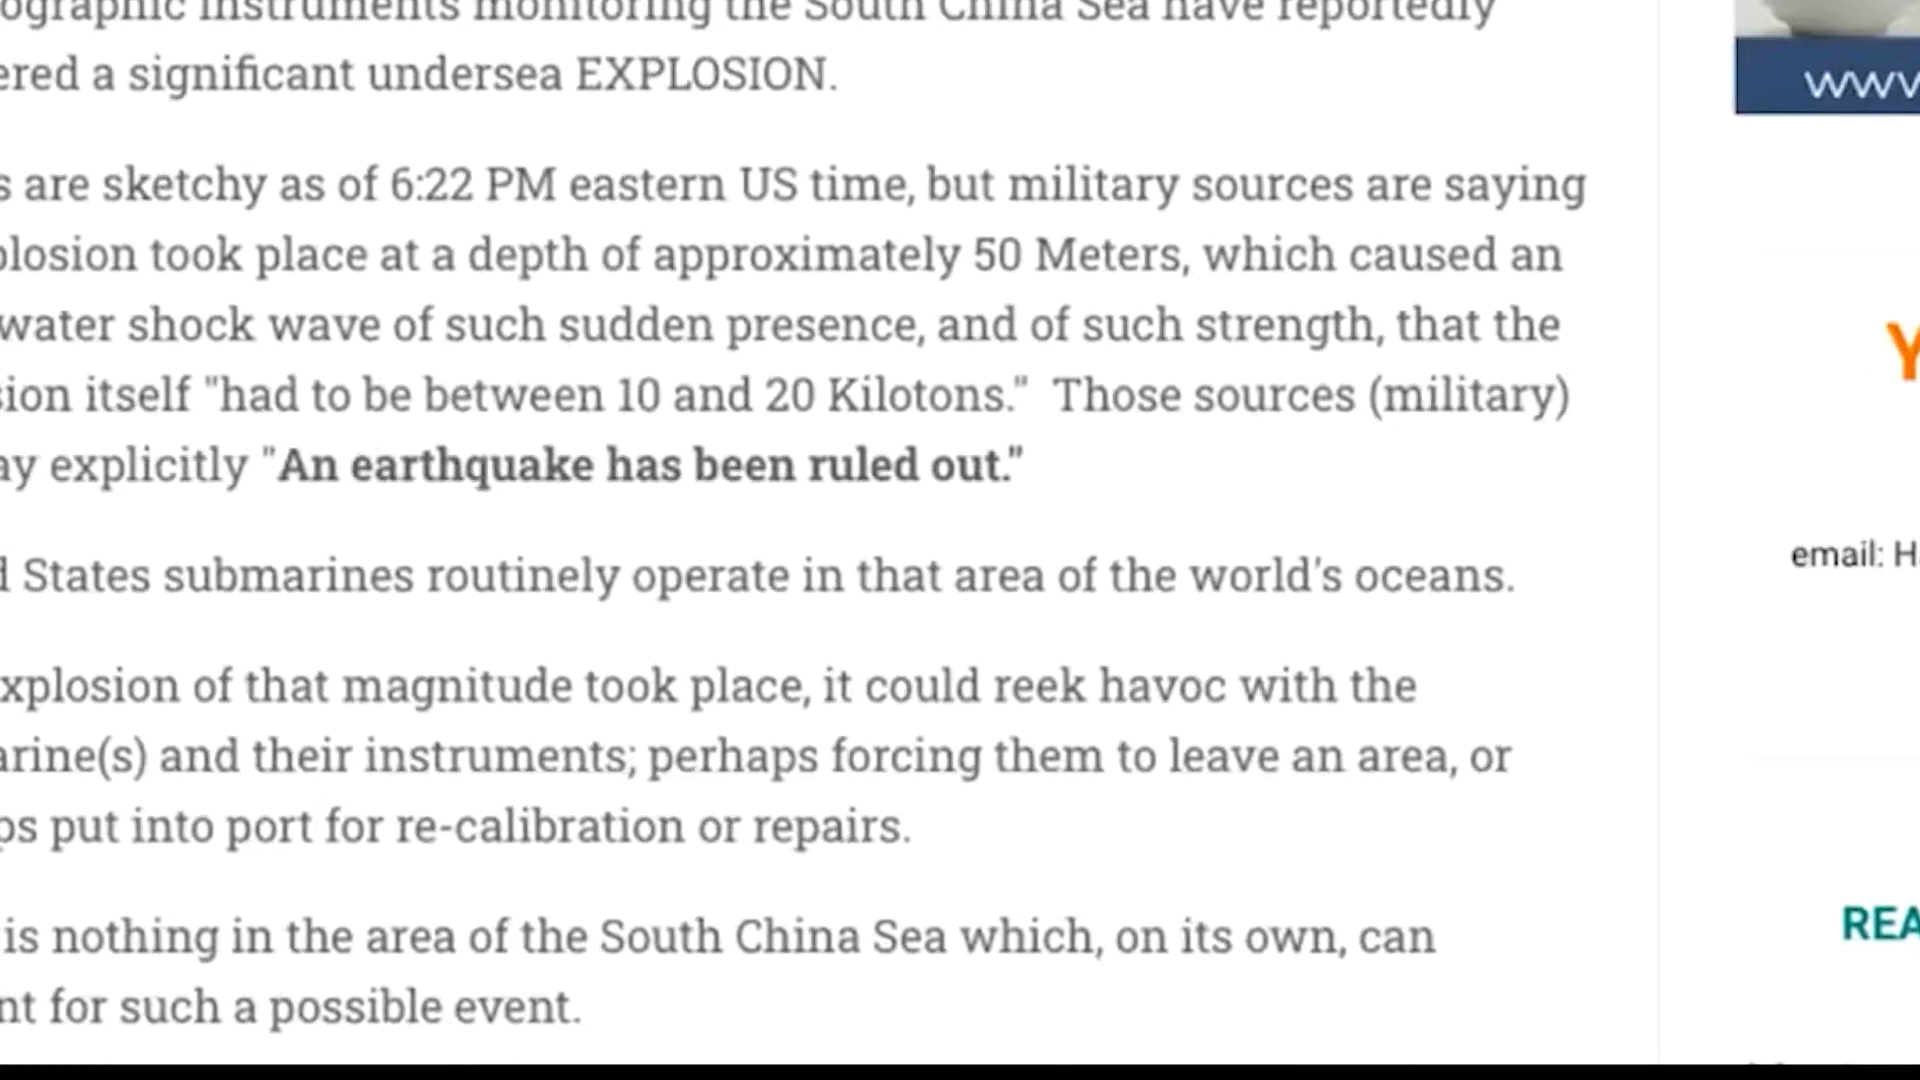 ographic instruments monitoring the South China Sea have reportedly
ered a significant undersea EXPLOSION.
s are sketchy as of 6:22 PM eastern US time, but military sources are saying
plosion took place at a depth of approximately 50 Meters, which caused an
water shock wave of such sudden presence, and of such strength, that the
sion itself "had to be between 10 and 20 Kilotons."  Those sources (military)
ay explicitly "An earthquake has been ruled out."
d States submarines routinely operate in that area of the world's oceans.
xplosion of that magnitude took place, it could reek havoc with the
arine(s) and their instruments; perhaps forcing them to leave an area, or
ps put into port for re-calibration or repairs.
is nothing in the area of the South China Sea which, on its own, can
nt for such a possible event.
www
Y
email: Ha
REA